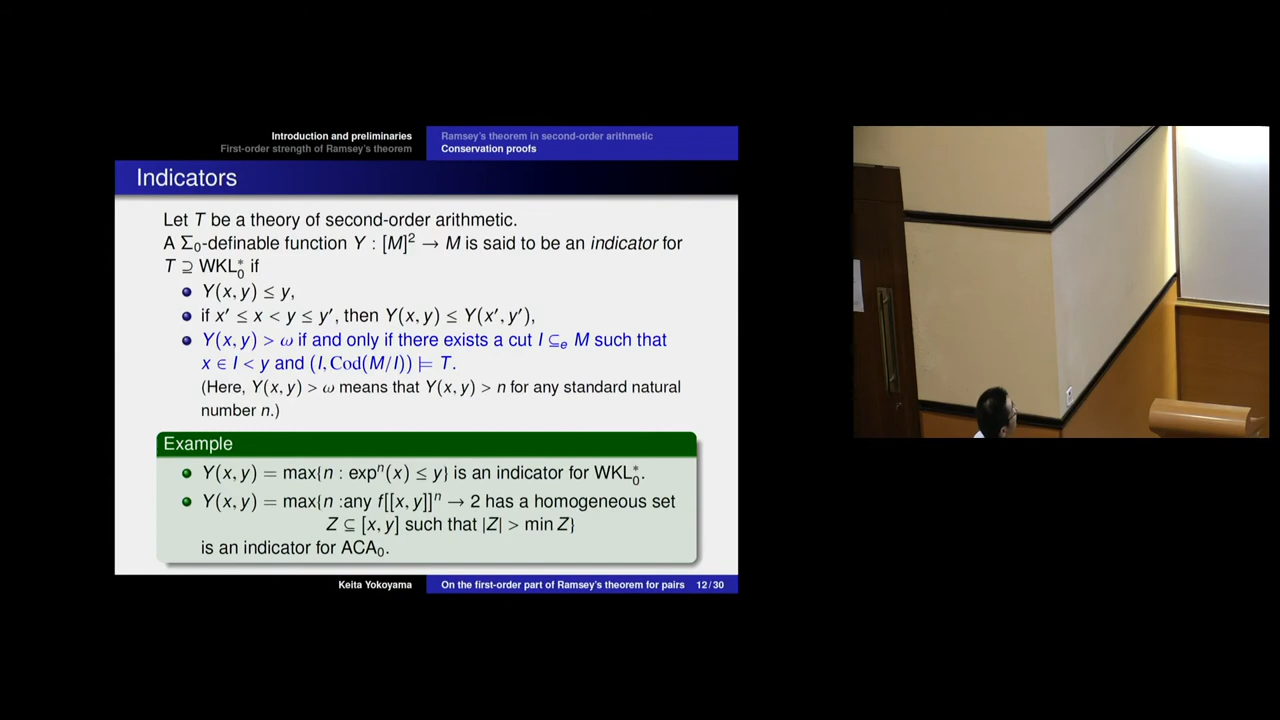 Introduction and preliminaries
First-order strength of Ramsey's theorem
Ramsey's theorem in second-order arithmetic
Conservation proofs
Indicators
Let T be a theory of second-order arithmetic.
A Σ₀-definable function Y : [M]² → M is said to be an indicator for
T ⊇ WKL₀* if
Y(x, y) ≤ y,
if x′ ≤ x < y ≤ y′, then Y(x, y) ≤ Y(x′, y′),
Y(x, y) > ω if and only if there exists a cut I ⊆ₑ M such that
x ∈ I < y and (I, Cod(M/I)) ⊨ T.
(Here, Y(x, y) > ω means that Y(x, y) > n for any standard natural
number n.)
Example
Y(x, y) = max{n : expⁿ(x) ≤ y} is an indicator for WKL₀*.
Y(x, y) = max{n :any f[[x, y]]ⁿ → 2 has a homogeneous set
Z ⊆ [x, y] such that |Z| > min Z}
is an indicator for ACA₀.
Keita Yokoyama
On the first-order part of Ramsey's theorem for pairs 12 / 30